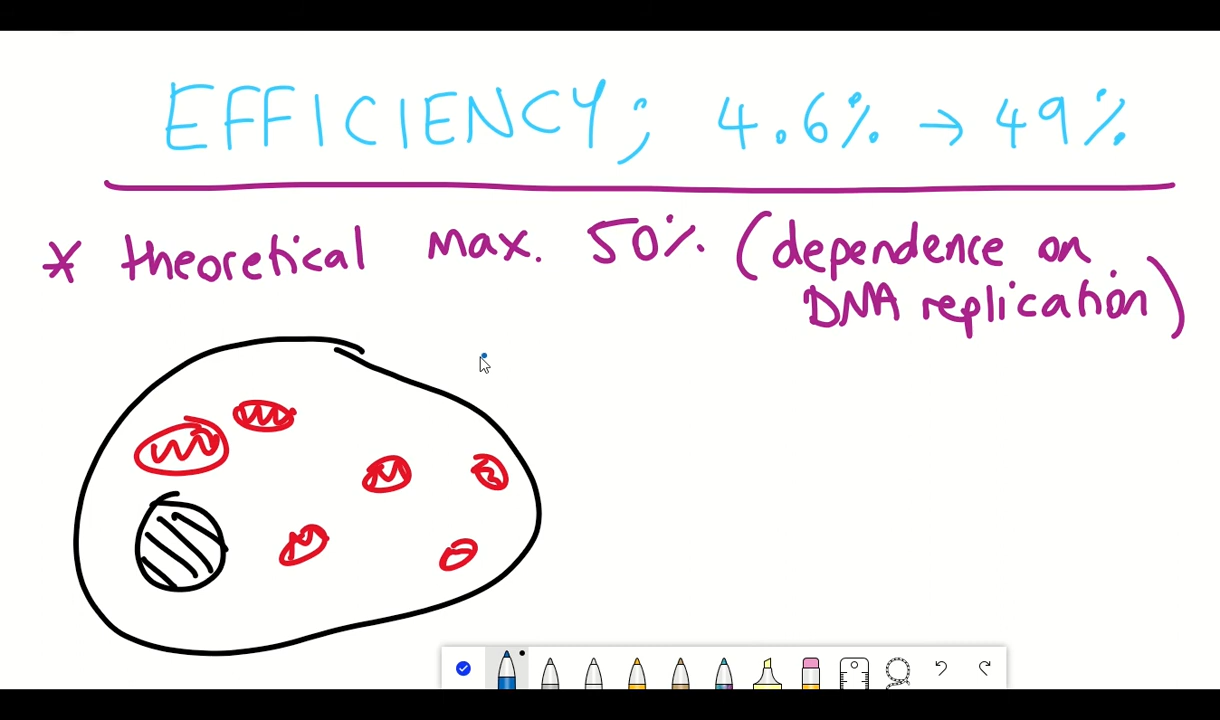 EFFICIENCY; 4.6% → 49%
* theoretical max. 50% (dependence on
DNA replication)